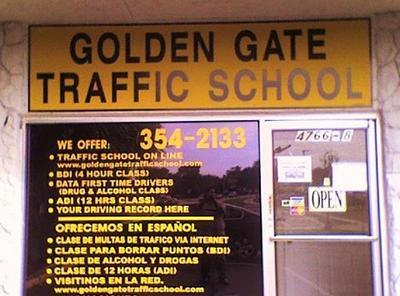 GOLDEN GATE
TRAFFIC SCHOOL
4766-B
WE OFFER: 354-2133
• TRAFFIC SCHOOL ON LINE
www.goldengatetrafficschool.com
• BDI (4 HOUR CLASS)
• DATA FIRST TIME DRIVERS
(DRUG & ALCOHOL CLASS)
• ADI (12 HRS CLASS)
• YOUR DRIVING RECORD HERE
OFRECEMOS EN ESPAÑOL
• CLASE DE MULTAS DE TRAFICO VIA INTERNET
• CLASE PARA BORRAR PUNTOS (BDI)
• CLASE DE ALCOHOL Y DROGAS
• CLASE DE 12 HORAS (ADI)
• VISITINOS EN LA RED.
www.goldengatetrafficschool.com
OPEN